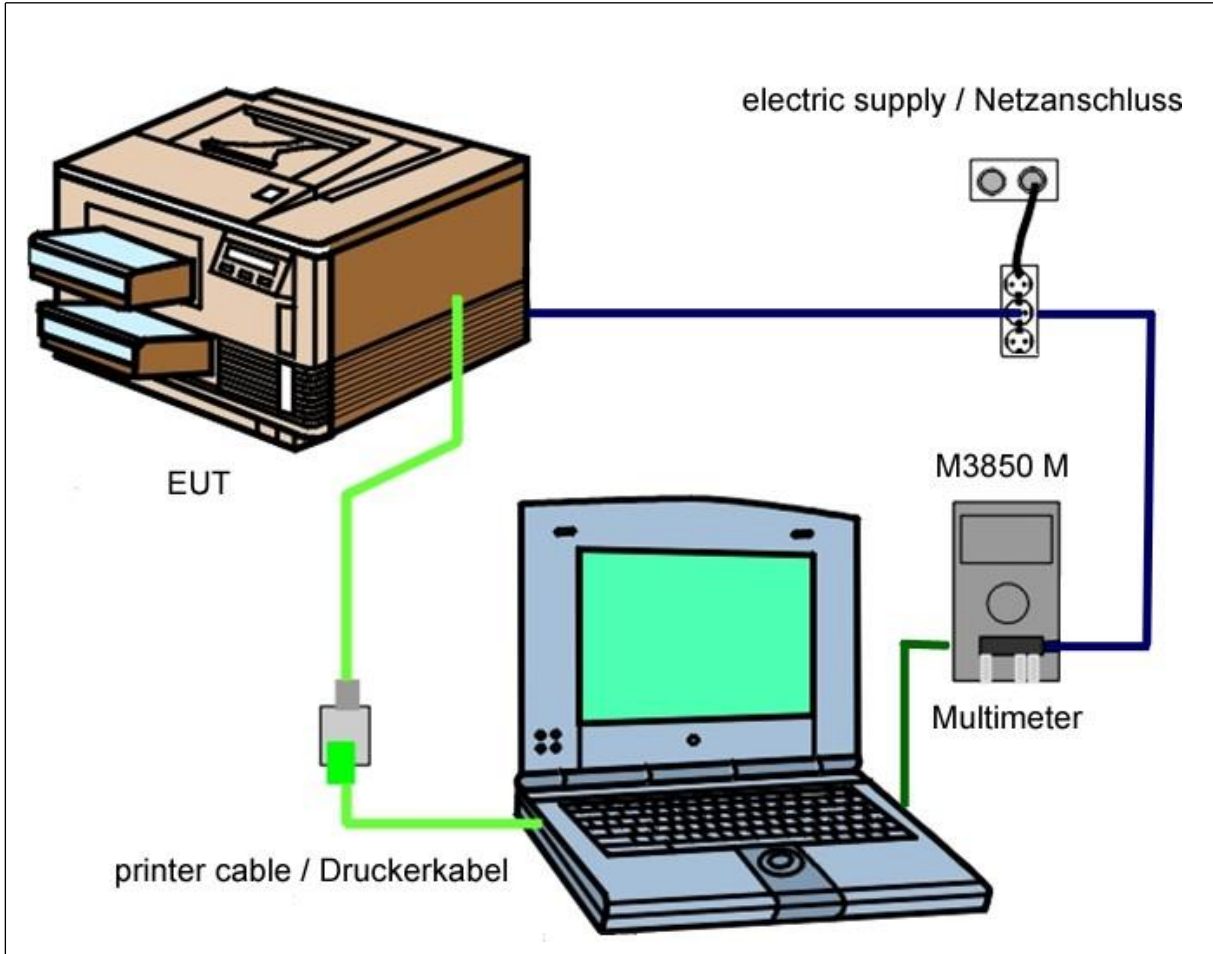 electric supply / Netzanschluss
EUT
M3850 M
Multimeter
printer cable / Druckerkabel